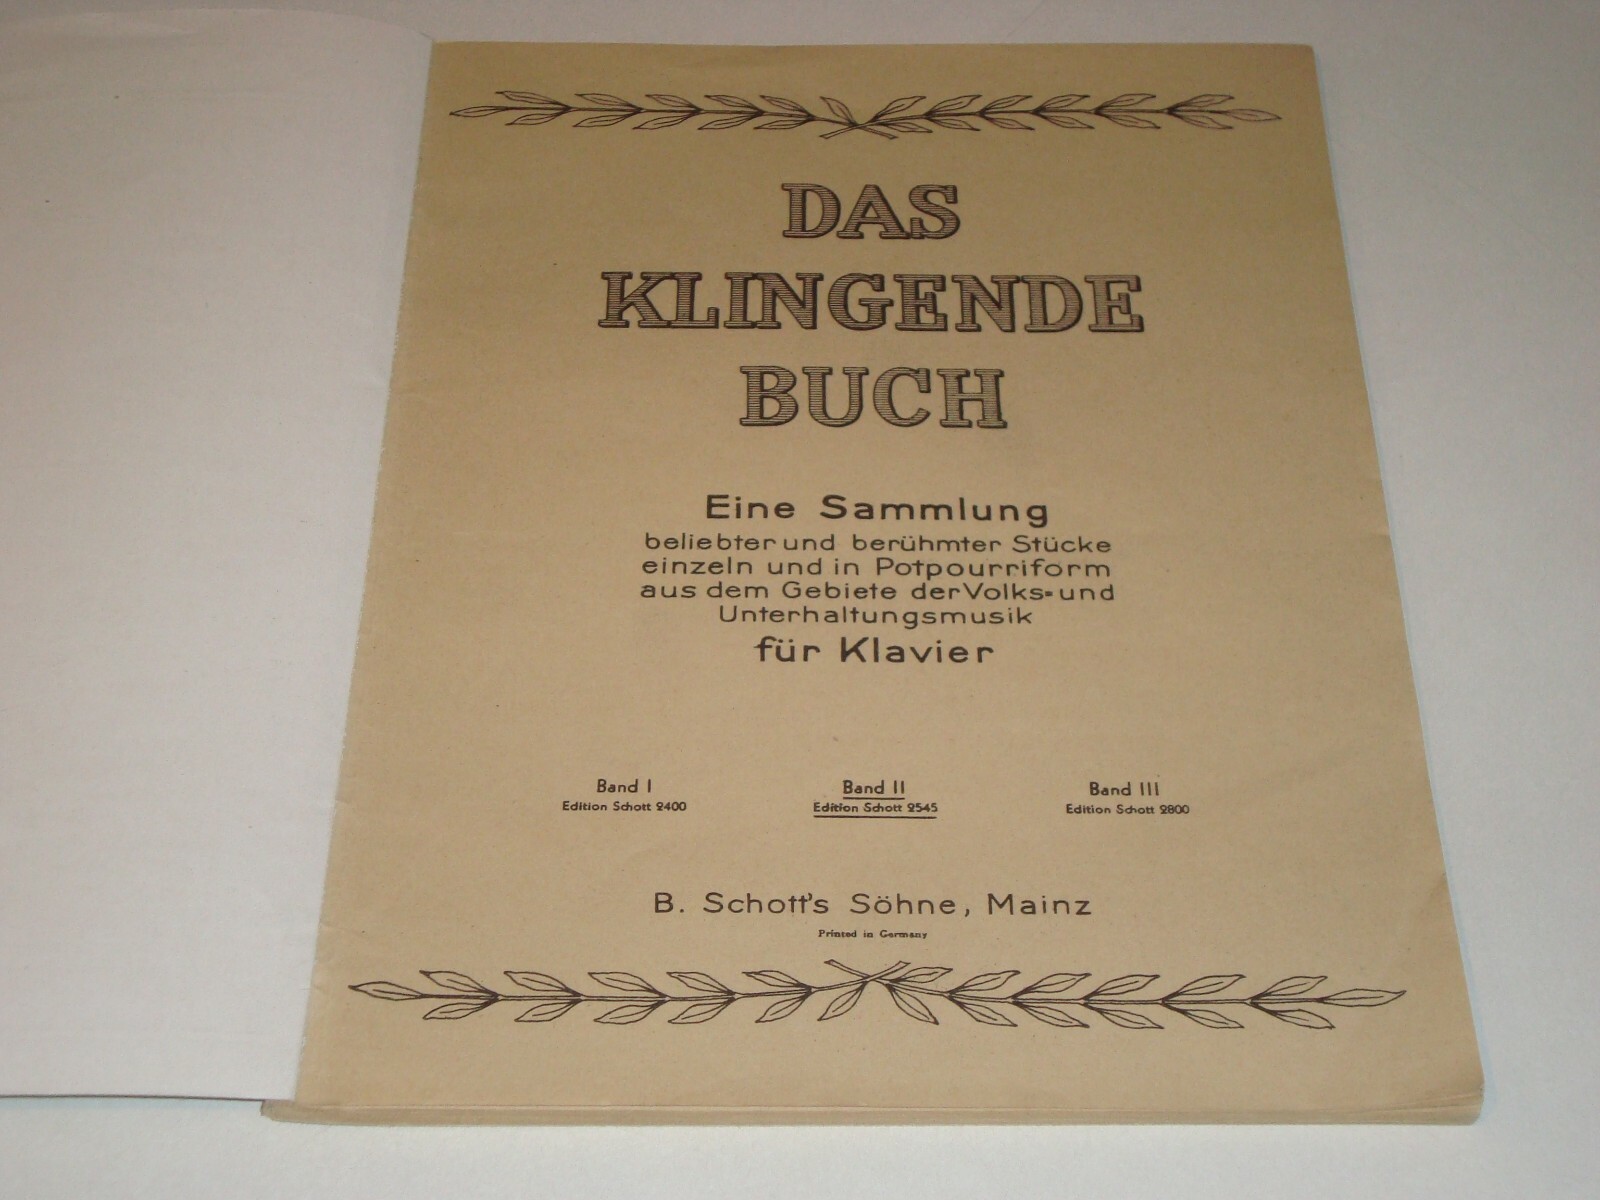 DAS
KLINGENDE
BUCH
Eine Sammlung
beliebter und berühmter Stücke
einzeln und in Potpourriform
aus dem Gebiete der Volks- und
Unterhaltungsmusik
für Klavier
Band I
Edition Schott 2400
Band II
Edition Schott 2545
Band III
Edition Schott 2800
B. Schott's Söhne, Mainz
Printed in Germany